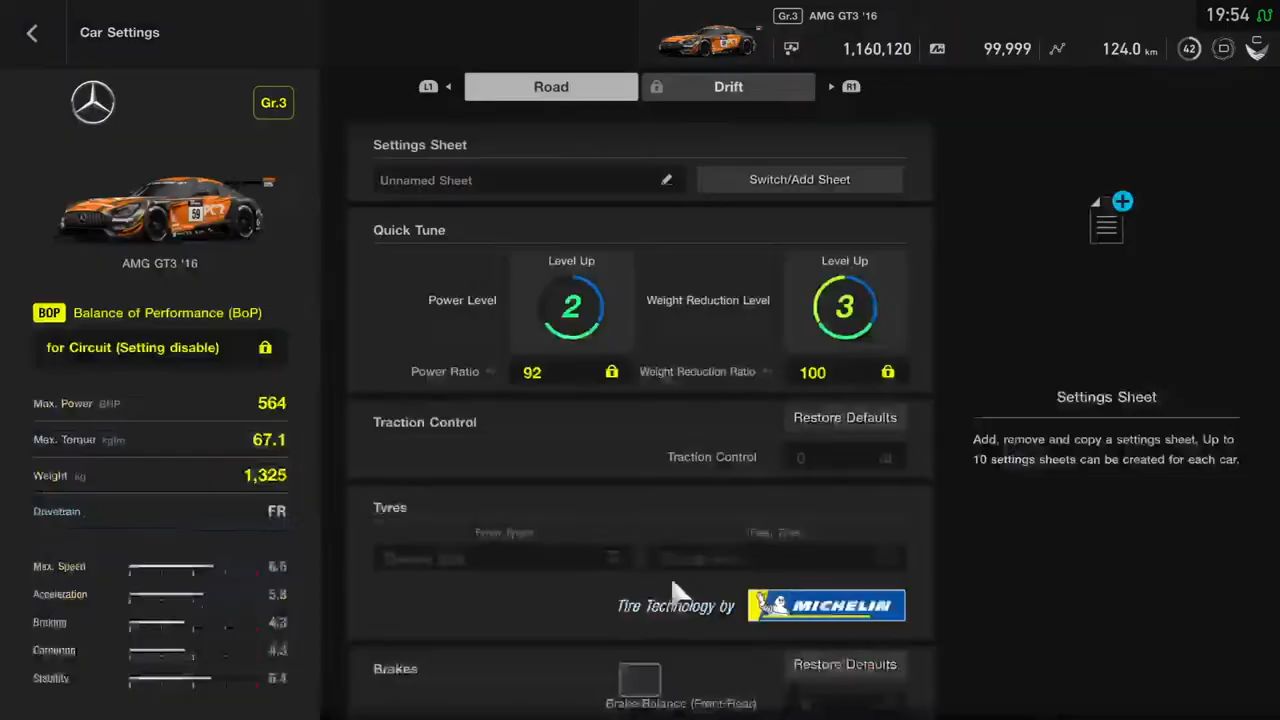 Car Settings
Gr.3 AMG GT3 '16
19:54
1,160,120 99,999 124.0 km 42 C
L1 Road Drift R1
Gr.3
59
AMG GT3 '16
BOP Balance of Performance (BoP)
for Circuit (Setting disable)
Max. Power BHP 564
Max. Torque kgfm 67.1
Weight kg 1,325
Drivetrain FR
Max. Speed
Acceleration
Braking
Cornering
Stability
Settings Sheet
Unnamed Sheet Switch/Add Sheet
Quick Tune
Level Up Level Up
Power Level 2 Weight Reduction Level 3
Power Ratio 92 Weight Reduction Ratio 100
Traction Control Restore Defaults
Traction Control 0
Tyres
Tire Technology by MICHELIN
Brakes Restore Defaults
Brake Balance (Front/Rear)
Settings Sheet
Add, remove and copy a settings sheet. Up to
10 settings sheets can be created for each car.